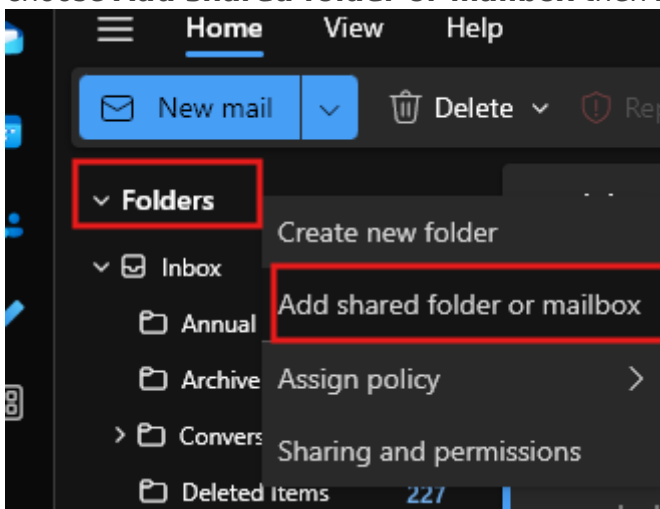 Home View Help
New mail Delete
Folders
Create new folder
Inbox
Add shared folder or mailbox
Annual
Archive
Assign policy
Convers
Sharing and permissions
Deleted Items 227